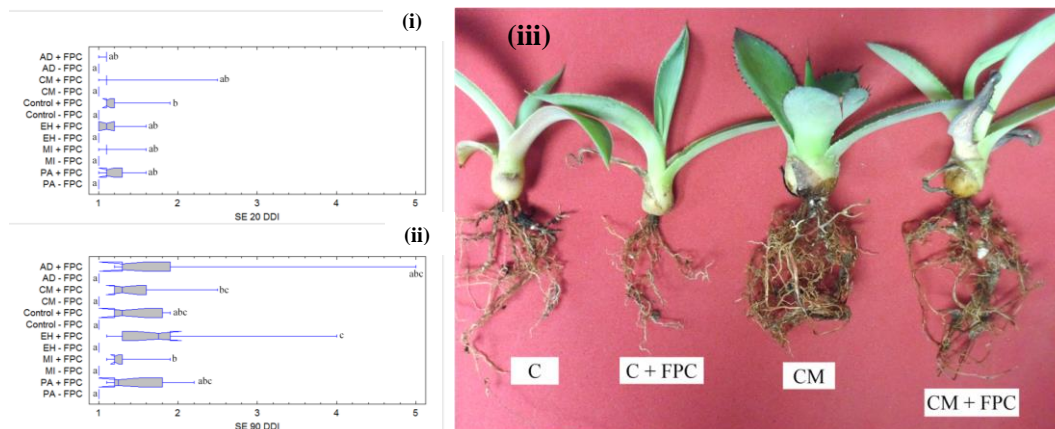 (i)
AD + FPC ab
AD - FPC a
CM + FPC ab
CM - FPC a
Control + FPC b
Control - FPC a
EH + FPC ab
EH - FPC a
MI + FPC ab
MI - FPC a
PA + FPC ab
PA - FPC a
1 2 3 4 5
SE 20 DDI
(ii)
AD + FPC abc
AD - FPC a
CM + FPC bc
CM - FPC a
Control + FPC abc
Control - FPC a
EH + FPC c
EH - FPC a
MI + FPC b
MI - FPC a
PA + FPC abc
PA - FPC a
1 2 3 4 5
SE 90 DDI
(iii)
C
C + FPC
CM
CM + FPC